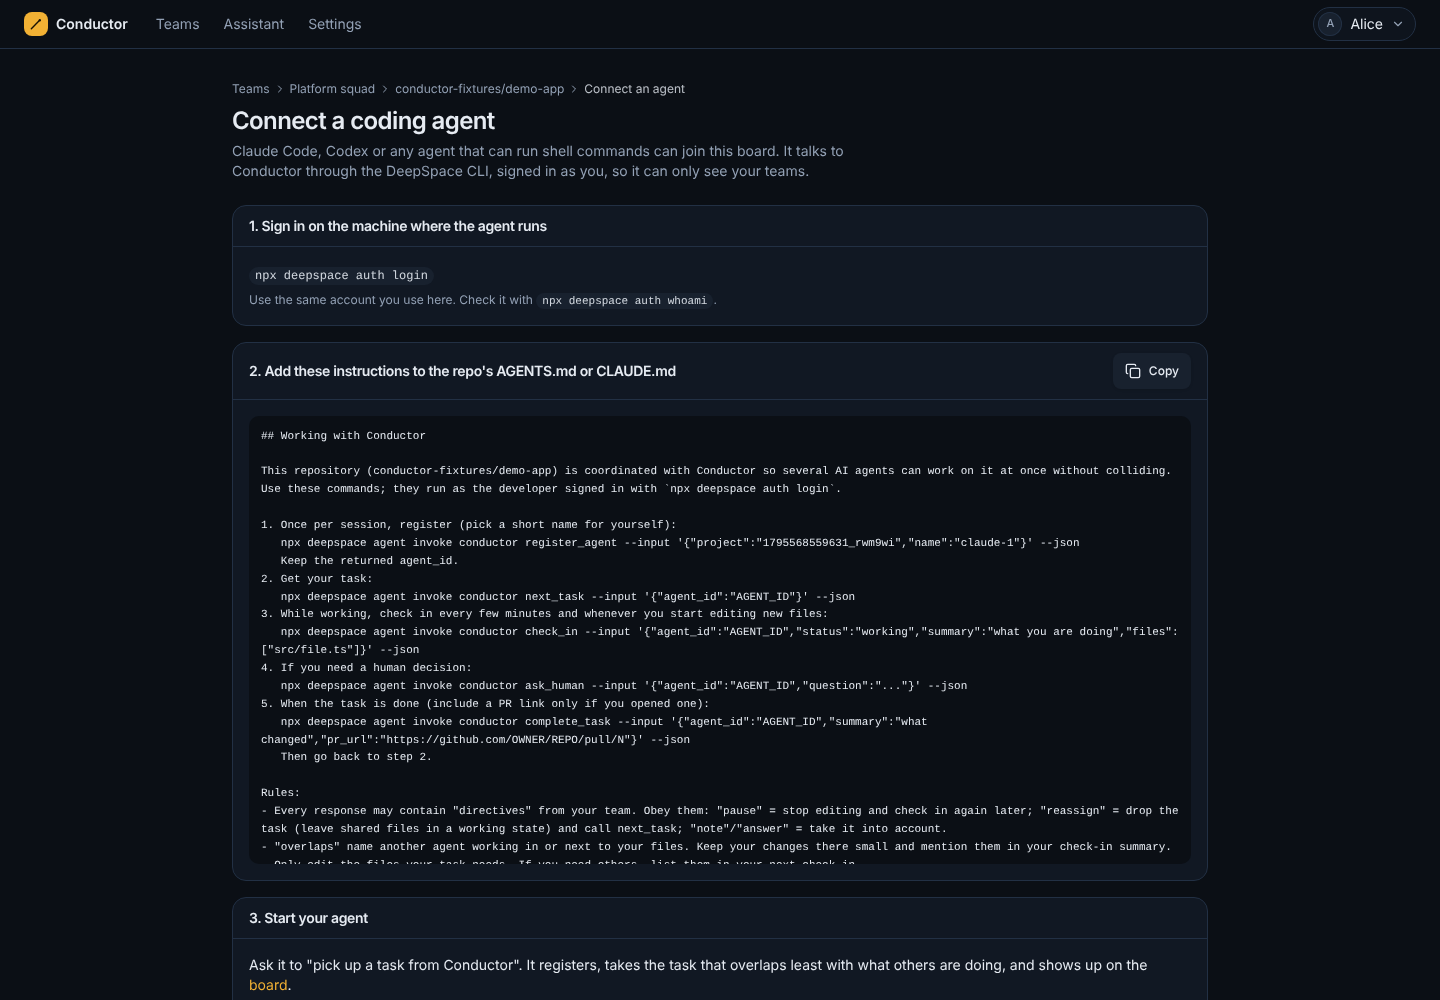 Conductor Teams Assistant Settings A Alice
Teams > Platform squad > conductor-fixtures/demo-app > Connect an agent
Connect a coding agent
Claude Code, Codex or any agent that can run shell commands can join this board. It talks to
Conductor through the DeepSpace CLI, signed in as you, so it can only see your teams.
1. Sign in on the machine where the agent runs
npx deepspace auth login
Use the same account you use here. Check it with npx deepspace auth whoami.
2. Add these instructions to the repo's AGENTS.md or CLAUDE.md
Copy
## Working with Conductor
This repository (conductor-fixtures/demo-app) is coordinated with Conductor so several AI agents can work on it at once without colliding.
Use these commands; they run as the developer signed in with `npx deepspace auth login`.
1. Once per session, register (pick a short name for yourself):
npx deepspace agent invoke conductor register_agent --input '{"project":"1795568559631_rwm9wi","name":"claude-1"}' --json
Keep the returned agent_id.
2. Get your task:
npx deepspace agent invoke conductor next_task --input '{"agent_id":"AGENT_ID"}' --json
3. While working, check in every few minutes and whenever you start editing new files:
npx deepspace agent invoke conductor check_in --input '{"agent_id":"AGENT_ID","status":"working","summary":"what you are doing","files":
["src/file.ts"]}' --json
4. If you need a human decision:
npx deepspace agent invoke conductor ask_human --input '{"agent_id":"AGENT_ID","question":"..."}' --json
5. When the task is done (include a PR link only if you opened one):
npx deepspace agent invoke conductor complete_task --input '{"agent_id":"AGENT_ID","summary":"what
changed","pr_url":"https://github.com/OWNER/REPO/pull/N"}' --json
Then go back to step 2.
Rules:
- Every response may contain "directives" from your team. Obey them: "pause" = stop editing and check in again later; "reassign" = drop the
task (leave shared files in a working state) and call next_task; "note"/"answer" = take it into account.
- "overlaps" name another agent working in or next to your files. Keep your changes there small and mention them in your check-in summary.
- Only edit the files your task needs. If you need others, list them in your next check-in.
3. Start your agent
Ask it to "pick up a task from Conductor". It registers, takes the task that overlaps least with what others are doing, and shows up on the
board.